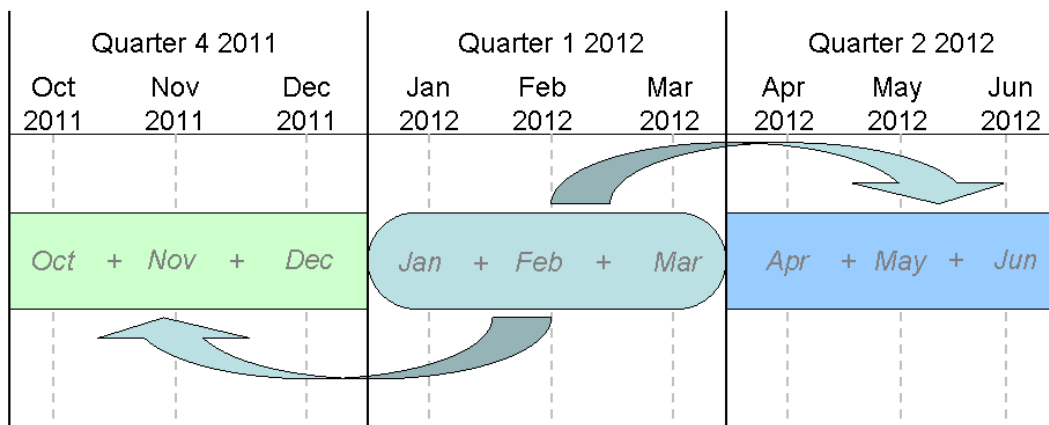 Quarter 4 2011 Quarter 1 2012 Quarter 2 2012
Oct Nov Dec Jan Feb Mar Apr May Jun
2011 2011 2011 2012 2012 2012 2012 2012 2012
Oct + Nov + Dec Jan + Feb + Mar Apr + May + Jun